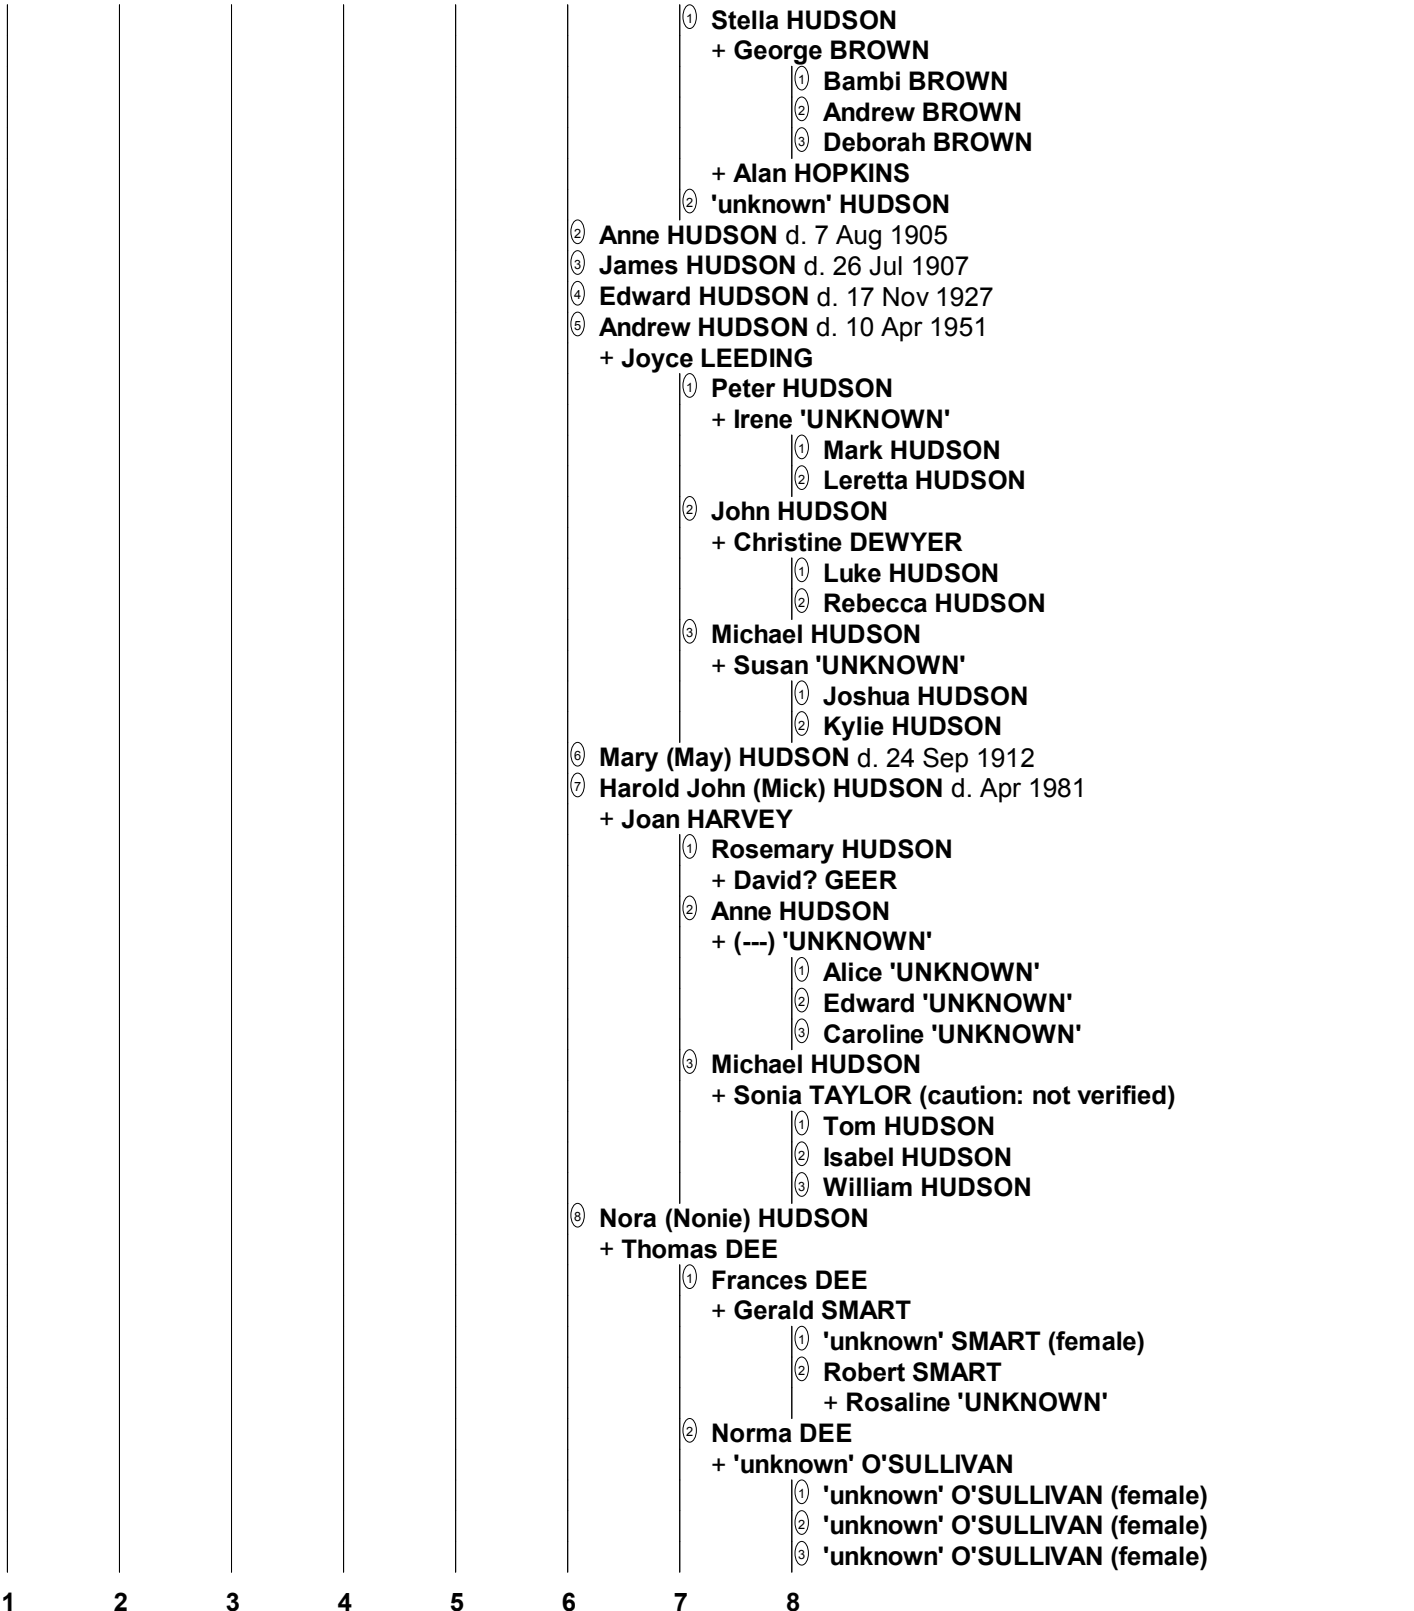 ① Stella HUDSON
+ George BROWN
① Bambi BROWN
② Andrew BROWN
③ Deborah BROWN
+ Alan HOPKINS
② 'unknown' HUDSON
② Anne HUDSON d. 7 Aug 1905
③ James HUDSON d. 26 Jul 1907
④ Edward HUDSON d. 17 Nov 1927
⑤ Andrew HUDSON d. 10 Apr 1951
+ Joyce LEEDING
① Peter HUDSON
+ Irene 'UNKNOWN'
① Mark HUDSON
② Leretta HUDSON
② John HUDSON
+ Christine DEWYER
① Luke HUDSON
② Rebecca HUDSON
③ Michael HUDSON
+ Susan 'UNKNOWN'
① Joshua HUDSON
② Kylie HUDSON
⑥ Mary (May) HUDSON d. 24 Sep 1912
⑦ Harold John (Mick) HUDSON d. Apr 1981
+ Joan HARVEY
① Rosemary HUDSON
+ David? GEER
② Anne HUDSON
+ (---) 'UNKNOWN'
① Alice 'UNKNOWN'
② Edward 'UNKNOWN'
③ Caroline 'UNKNOWN'
③ Michael HUDSON
+ Sonia TAYLOR (caution: not verified)
① Tom HUDSON
② Isabel HUDSON
③ William HUDSON
⑧ Nora (Nonie) HUDSON
+ Thomas DEE
① Frances DEE
+ Gerald SMART
① 'unknown' SMART (female)
② Robert SMART
+ Rosaline 'UNKNOWN'
② Norma DEE
+ 'unknown' O'SULLIVAN
① 'unknown' O'SULLIVAN (female)
② 'unknown' O'SULLIVAN (female)
③ 'unknown' O'SULLIVAN (female)
1 2 3 4 5 6 7 8